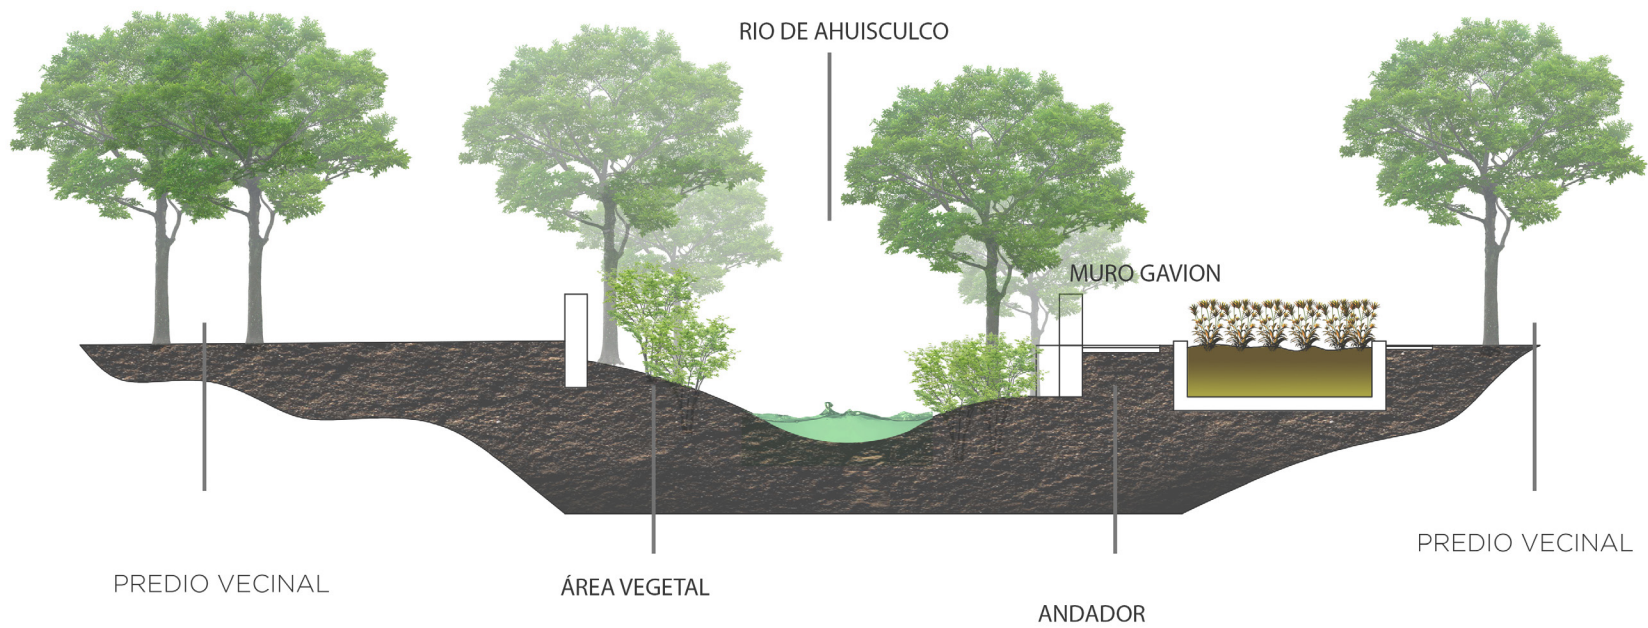 RIO DE AHUISCULCO
MURO GAVION
PREDIO VECINAL
PREDIO VECINAL
ÁREA VEGETAL
ANDADOR